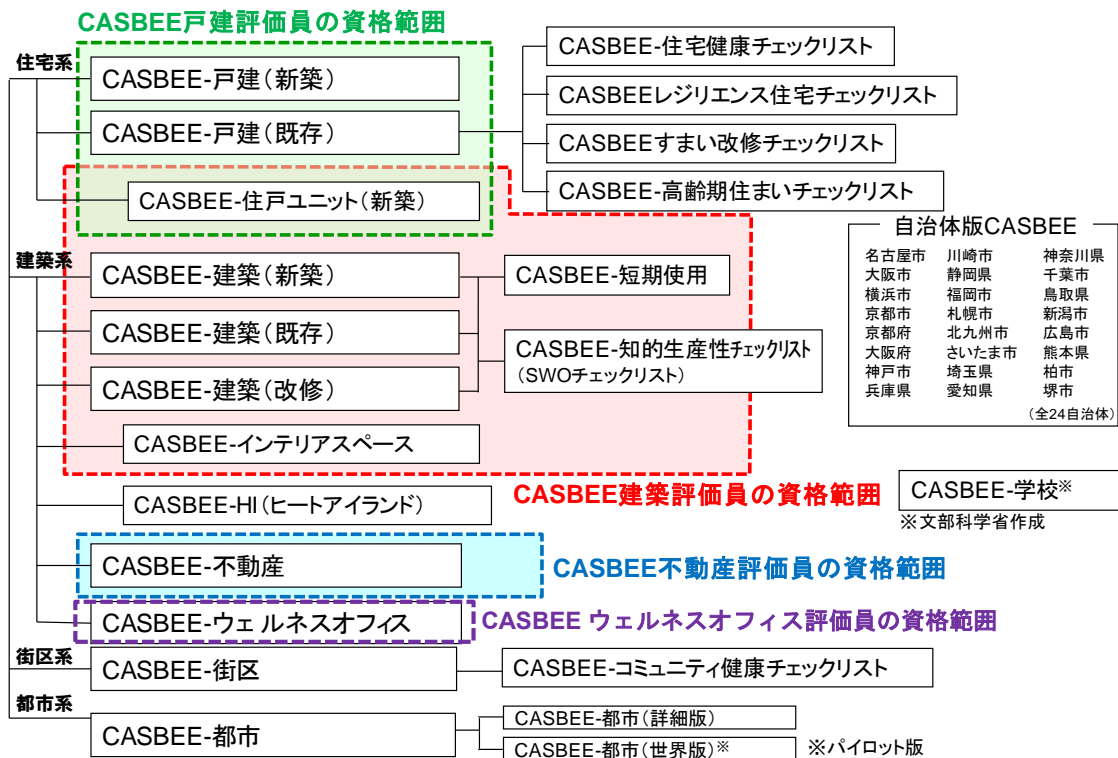 CASBEE戸建評価員の資格範囲
住宅系
CASBEE-戸建(新築)
CASBEE-戸建(既存)
CASBEE-住戸ユニット(新築)
CASBEE-住宅健康チェックリスト
CASBEEレジリエンス住宅チェックリスト
CASBEEすまい改修チェックリスト
CASBEE-高齢期住まいチェックリスト
自治体版CASBEE
名古屋市 川崎市 神奈川県
大阪市 静岡県 千葉市
横浜市 福岡市 鳥取県
京都市 札幌市 新潟市
京都府 北九州市 広島市
大阪府 さいたま市 熊本県
神戸市 埼玉県 柏市
兵庫県 愛知県 堺市
(全24自治体)
建築系
CASBEE-建築(新築)
CASBEE-建築(既存)
CASBEE-建築(改修)
CASBEE-短期使用
CASBEE-知的生産性チェックリスト
(SWOチェックリスト)
CASBEE-インテリアスペース
CASBEE建築評価員の資格範囲
CASBEE-学校※
※文部科学省作成
CASBEE-HI(ヒートアイランド)
CASBEE-不動産
CASBEE不動産評価員の資格範囲
CASBEE-ウェルネスオフィス
CASBEE ウェルネスオフィス評価員の資格範囲
街区系
CASBEE-街区
CASBEE-コミュニティ健康チェックリスト
都市系
CASBEE-都市
CASBEE-都市(詳細版)
CASBEE-都市(世界版)※
※パイロット版